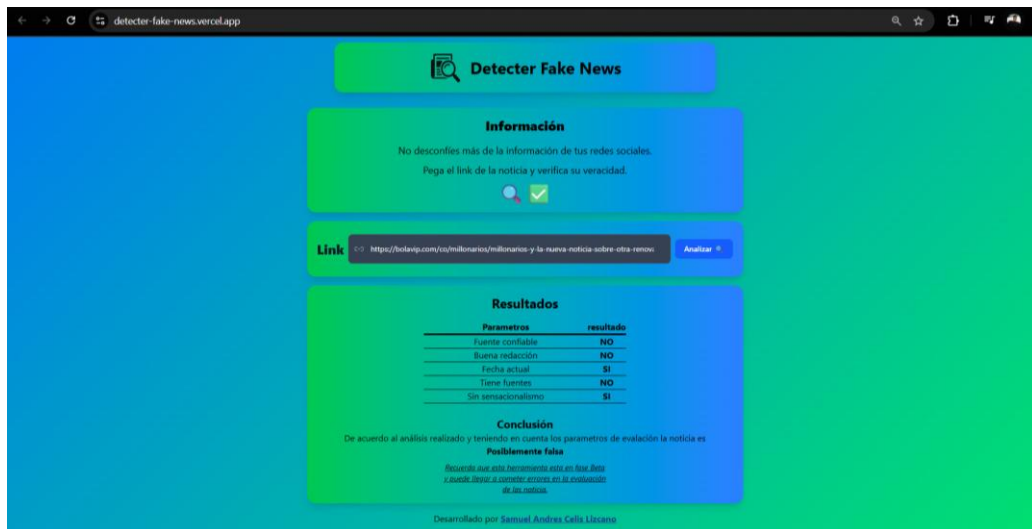 detecter-fake-news.vercel.app
Detecter Fake News
Información
No desconfíes más de la información de tus redes sociales.
Pega el link de la noticia y verifica su veracidad.
Link https://bolavip.com/co/millonarios/millonarios-y-la-nueva-noticia-sobre-otra-renov Analizar
Resultados
Parametros resultado
Fuente confiable NO
Buena redacción NO
Fecha actual SI
Tiene fuentes NO
Sin sensacionalismo SI
Conclusión
De acuerdo al análisis realizado y teniendo en cuenta los parametros de evalación la noticia es
Posiblemente falsa
Recuerda que esta herramienta esta en fase Beta
y puede llegar a cometer errores en la evaluación
de las noticia.
Desarrollado por Samuel Andres Celis Lizcano